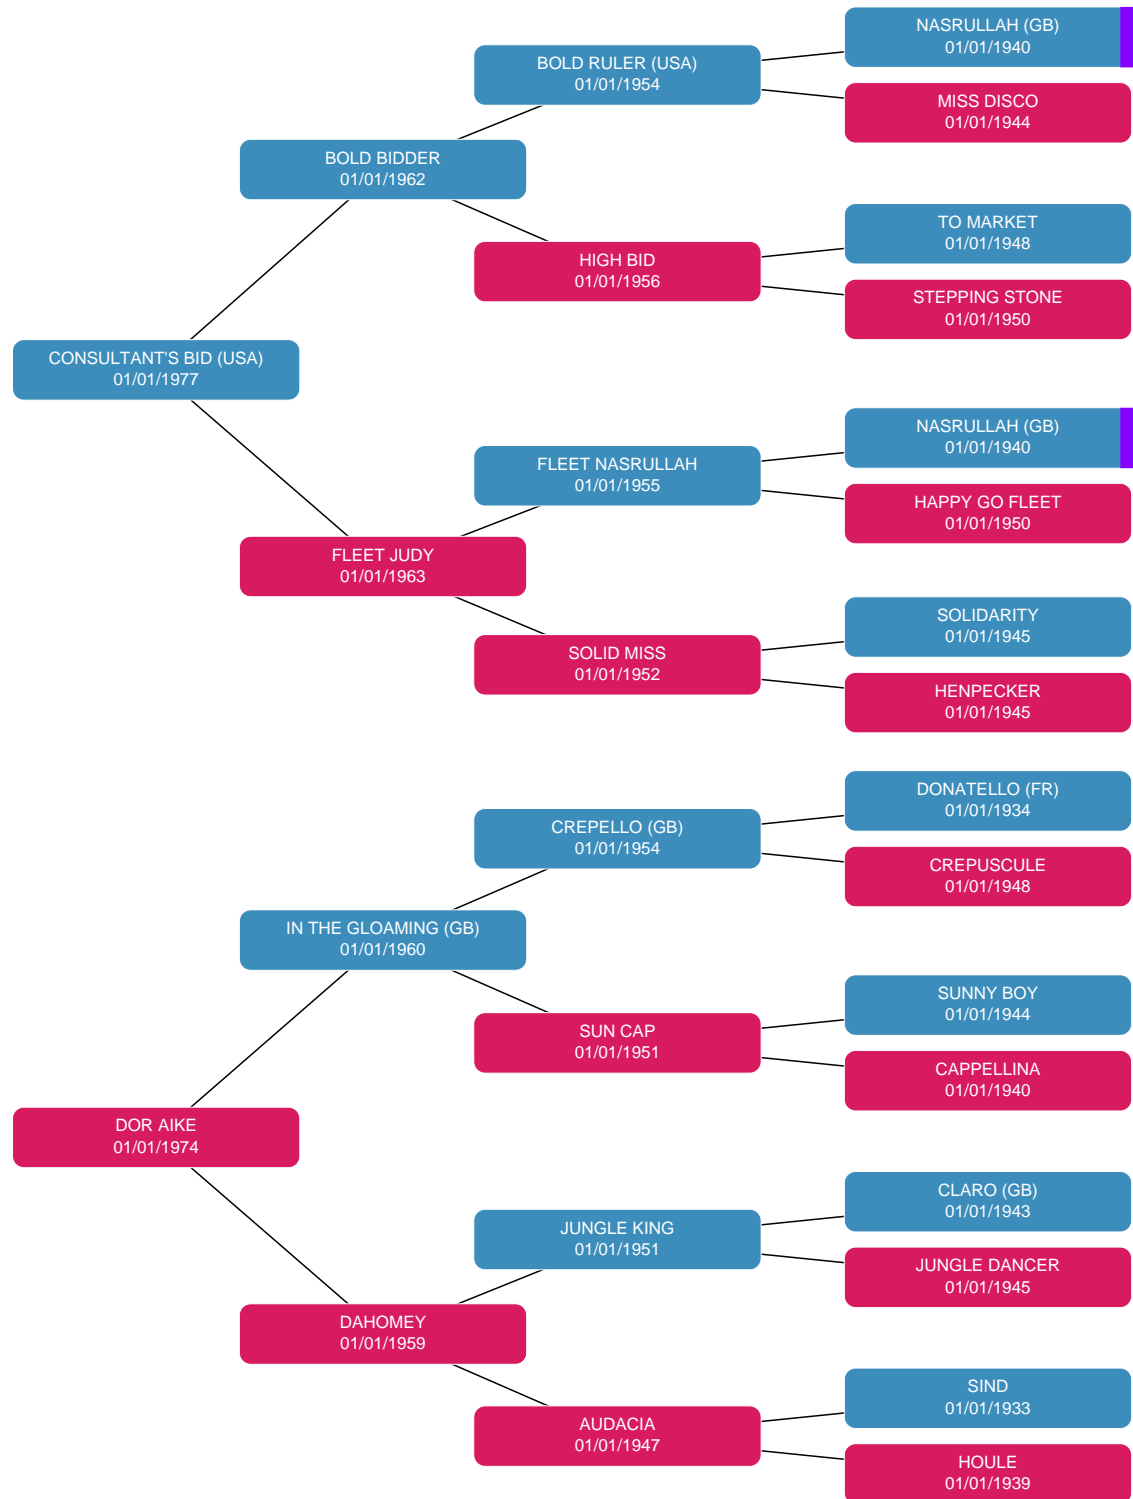 NASRULLAH (GB)
01/01/1940
BOLD RULER (USA)
01/01/1954
MISS DISCO
01/01/1944
BOLD BIDDER
01/01/1962
TO MARKET
01/01/1948
HIGH BID
01/01/1956
STEPPING STONE
01/01/1950
CONSULTANT'S BID (USA)
01/01/1977
NASRULLAH (GB)
01/01/1940
FLEET NASRULLAH
01/01/1955
HAPPY GO FLEET
01/01/1950
FLEET JUDY
01/01/1963
SOLIDARITY
01/01/1945
SOLID MISS
01/01/1952
HENPECKER
01/01/1945
DONATELLO (FR)
01/01/1934
CREPELLO (GB)
01/01/1954
CREPUSCULE
01/01/1948
IN THE GLOAMING (GB)
01/01/1960
SUNNY BOY
01/01/1944
SUN CAP
01/01/1951
CAPPELLINA
01/01/1940
DOR AIKE
01/01/1974
CLARO (GB)
01/01/1943
JUNGLE KING
01/01/1951
JUNGLE DANCER
01/01/1945
DAHOMEY
01/01/1959
SIND
01/01/1933
AUDACIA
01/01/1947
HOULE
01/01/1939